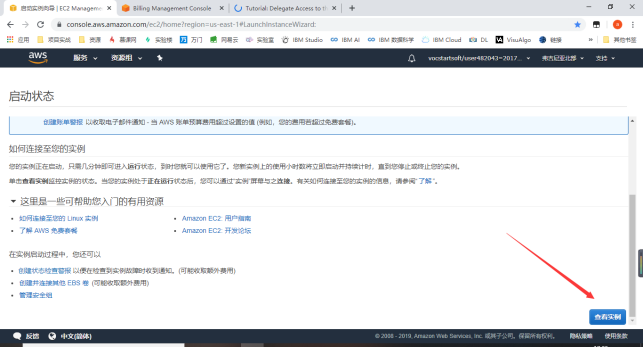 启动实例向导 | EC2 Managemen
Billing Management Console
Tutorial: Delegate Access to th
console.aws.amazon.com/ec2/home?region=us-east-1#LaunchInstanceWizard:
应用 项目实战 资源 慕课网 实验楼 万门 网易云 实验室 IBM Studio IBM AI IBM 数据科学 IBM Cloud DL VisuAlgo 链接 » 其他书签
aws 服务 资源组 vocstartsoft/user482043=2017... 弗吉尼亚北部 支持
启动状态
创建账单警报 以收取电子邮件通知 - 当 AWS 账单预算费用超过设置的值 (例如，您的费用若超过免费套餐)。
如何连接至您的实例
您的实例正在启动，只需几分钟即可进入运行状态，到时您就可以使用它了。您新实例上的使用小时数将立即启动并持续计时，直到您停止或终止您的实例。
单击查看实例监控实例的状态。当您的实例处于正在运行状态后，您可以通过“实例”屏幕与之连接。有关如何连接至您的实例的信息，请参阅“了解”。
这里是一些可帮助您入门的有用资源
• 如何连接至您的 Linux 实例
• Amazon EC2: 用户指南
• 了解 AWS 免费套餐
• Amazon EC2: 开发论坛
在实例启动过程中，您还可以
• 创建状态检查警报 以便在检查到实例故障时收到通知。(可能收取额外费用)
• 创建并连接其他 EBS 卷 (可能收取额外费用)
• 管理安全组
查看实例
反馈 中文(简体) © 2008 - 2019, Amazon Web Services, Inc. 或其子公司。保留所有权利。 隐私策略 使用条款